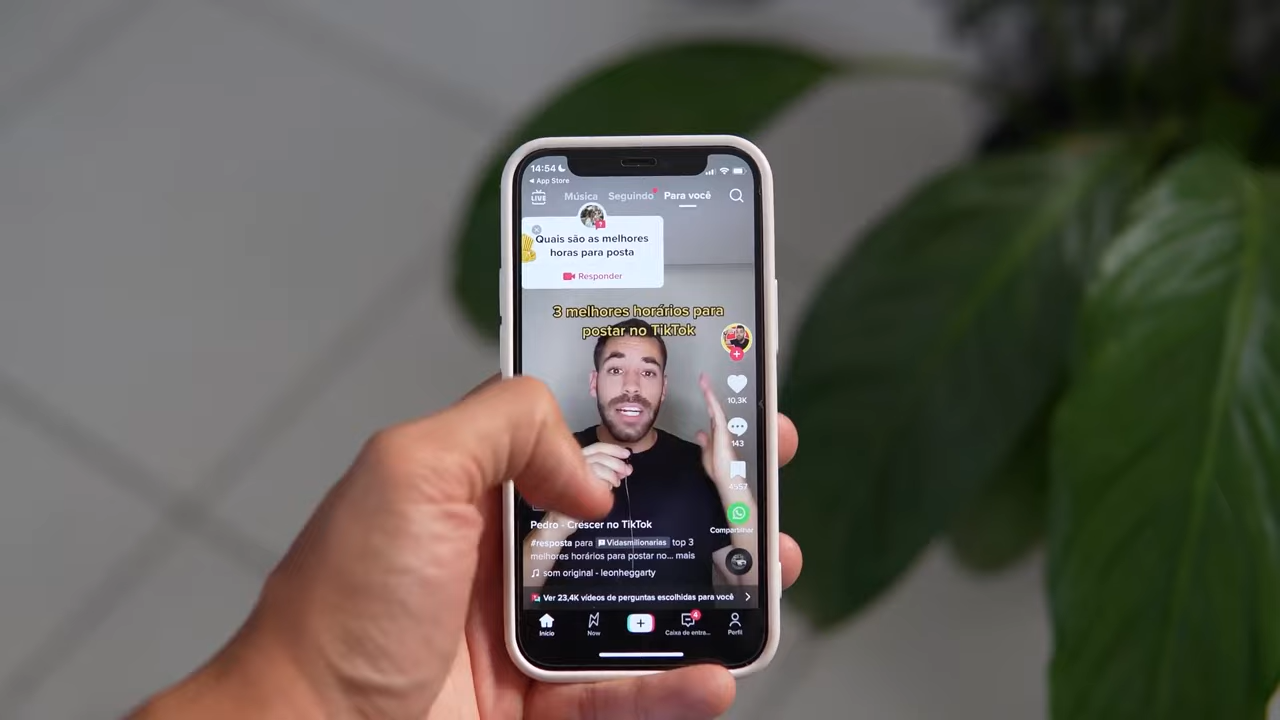 14:54
App Store
LIVE
Música
Seguindo
Para você
Quais são as melhores
horas para posta
Responder
3 melhores horários para
postar no TikTok
10,3K
143
4557
Compartilhar
Pedro - Crescer no TikTok
#resposta para Vidasmilionarias top 3
melhores horários para posta no... mais
som original - leonheggarty
Ver 23,4K vídeos de perguntas escolhidas para você
4
Início
Now
Caixa de entra...
Perfil